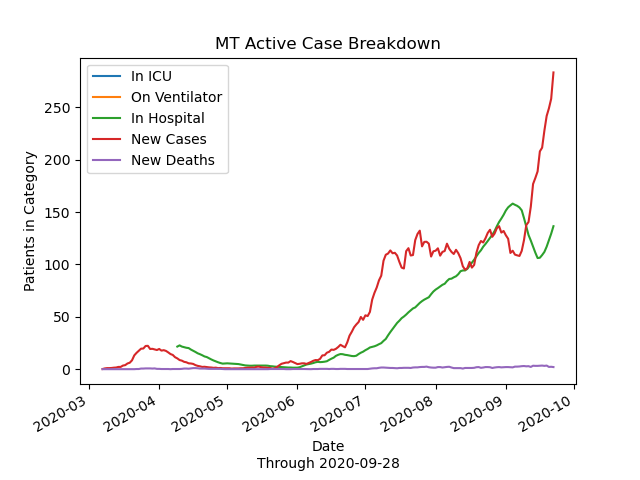 MT Active Case Breakdown
In ICU
On Ventilator
In Hospital
New Cases
New Deaths
Patients in Category
250
200
150
100
50
0
2020-03
2020-04
2020-05
2020-06
2020-07
2020-08
2020-09
2020-10
Date
Through 2020-09-28